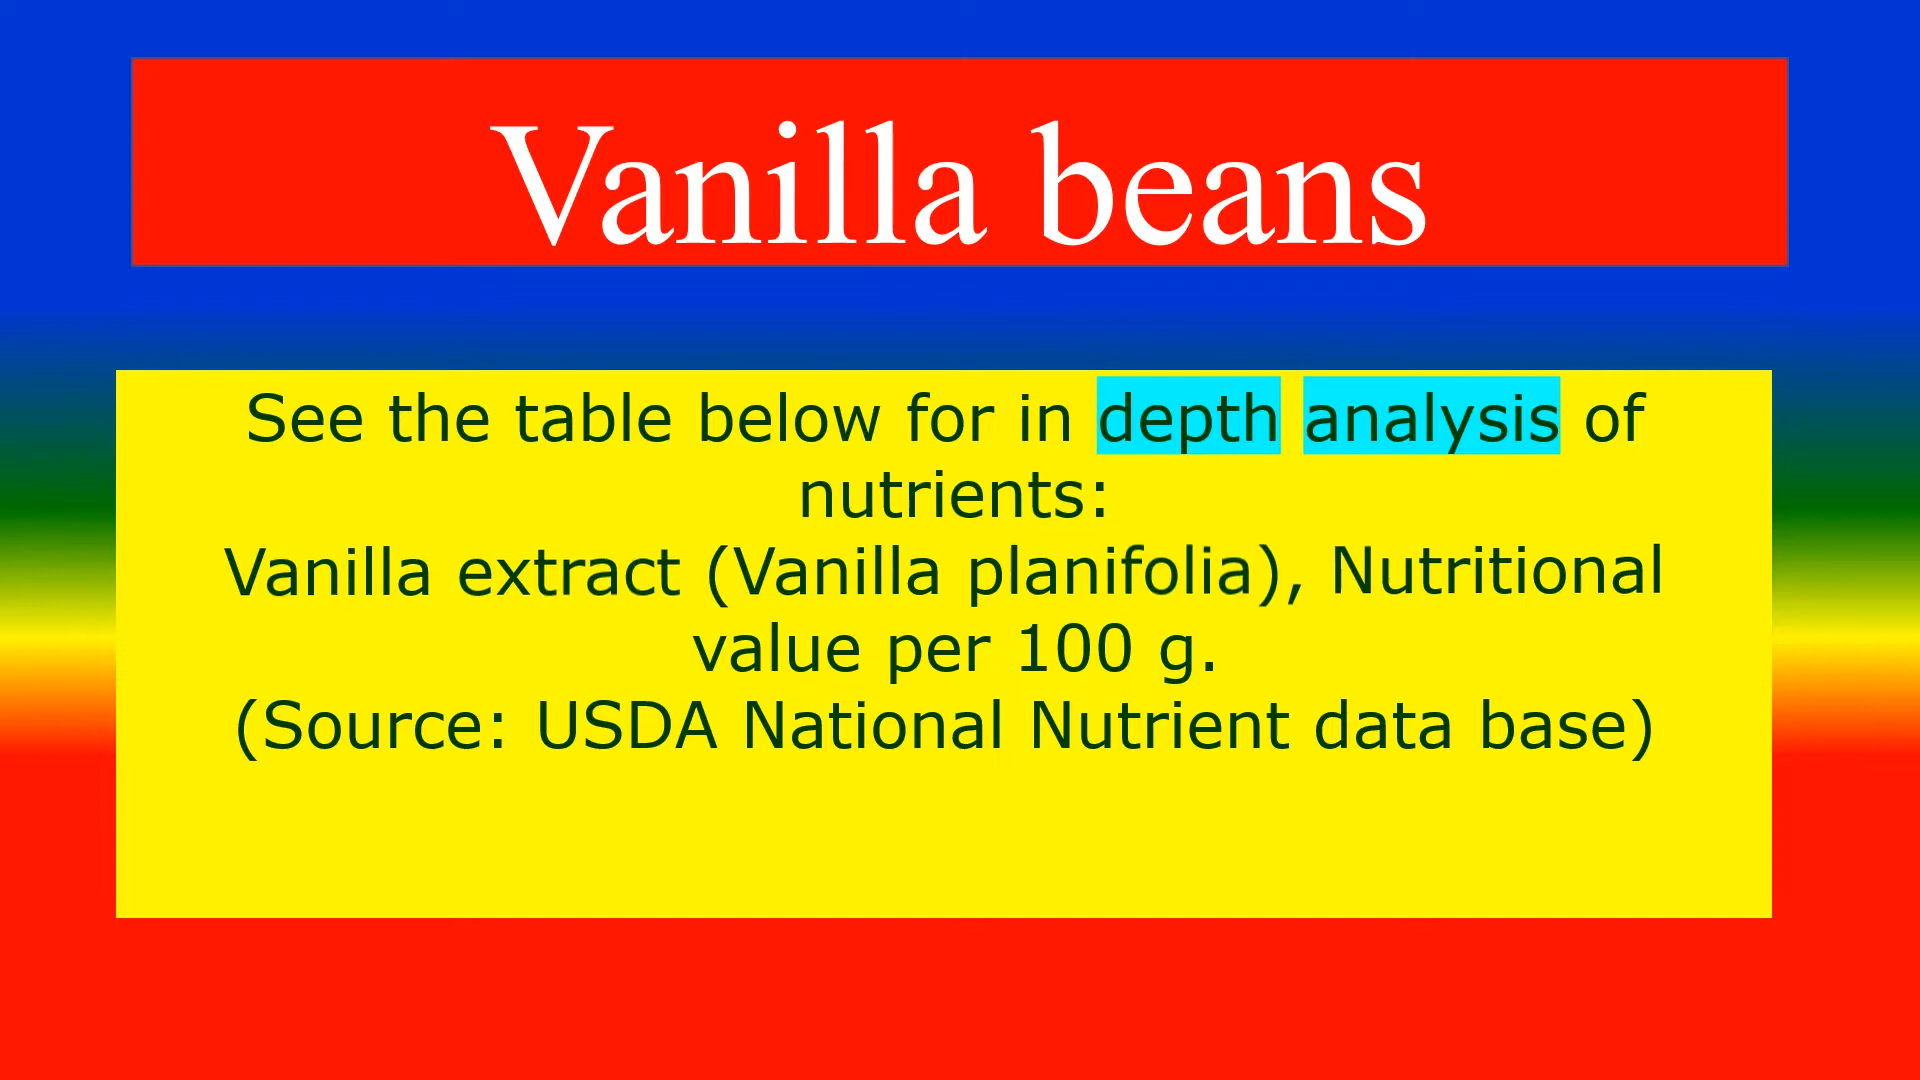 Vanilla beans
See the table below for in depth analysis of
nutrients:
Vanilla extract (Vanilla planifolia), Nutritional
value per 100 g.
(Source: USDA National Nutrient data base)